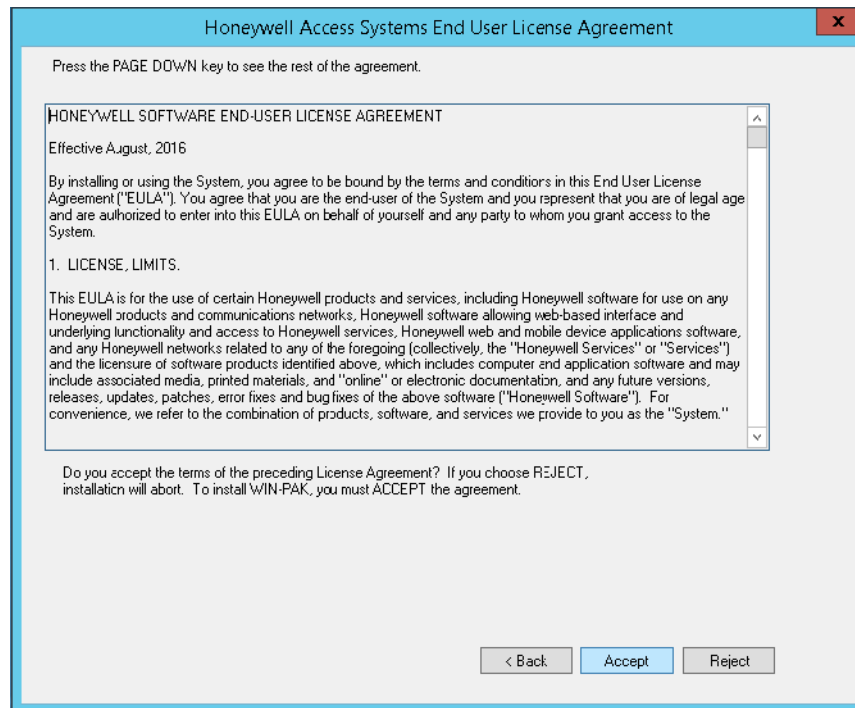 Honeywell Access Systems End User License Agreement
x
Press the PAGE DOWN key to see the rest of the agreement.
HONEYWELL SOFTWARE END-USER LICENSE AGREEMENT
Effective August, 2016
By installing or using the System, you agree to be bound by the terms and conditions in this End User License
Agreement ("EULA"). You agree that you are the end-user of the System and you represent that you are of legal age
and are authorized to enter into this EULA on behalf of yourself and any party to whom you grant access to the
System.
1. LICENSE, LIMITS.
This EULA is for the use of certain Honeywell products and services, including Honeywell software for use on any
Honeywell products and communications networks, Honeywell software allowing web-based interface and
underlying functionality and access to Honeywell services, Honeywell web and mobile device applications software,
and any Honeywell networks related to any of the foregoing (collectively, the "Honeywell Services" or "Services")
and the licensure of software products identified above, which includes computer and application software and may
include associated media, printed materials, and "online" or electronic documentation, and any future versions,
releases, updates, patches, error fixes and bug fixes of the above software ("Honeywell Software"). For
convenience, we refer to the combination of products, software, and services we provide to you as the "System."
Do you accept the terms of the preceding License Agreement? If you choose REJECT,
installation will abort. To install WIN-PAK, you must ACCEPT the agreement.
< Back Accept Reject